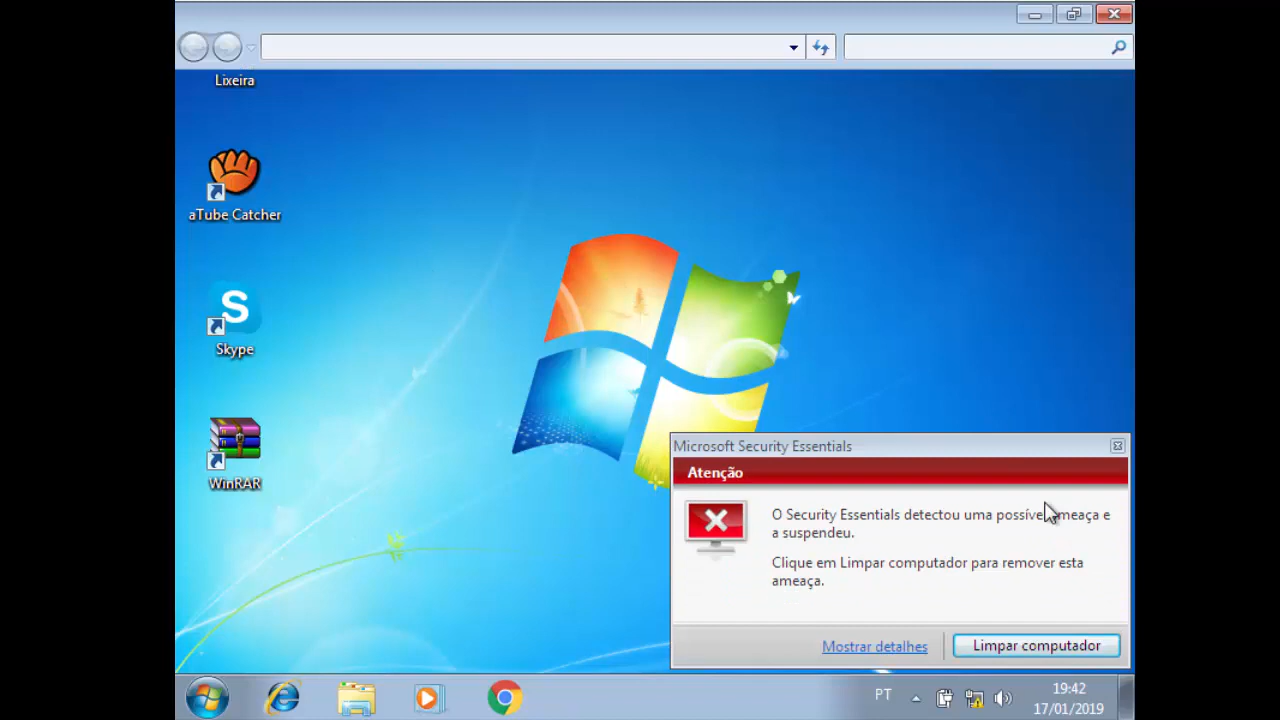 Lixeira
aTube Catcher
S
Skype
WinRAR
Microsoft Security Essentials
Atenção
O Security Essentials detectou uma possível ameaça e
a suspendeu.
Clique em Limpar computador para remover esta
ameaça.
Mostrar detalhes
Limpar computador
PT
19:42
17/01/2019